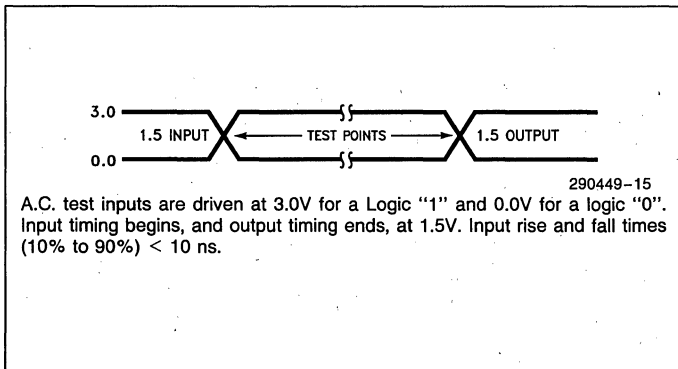 3.0
1.5 INPUT TEST POINTS 1.5 OUTPUT
0.0
290449-15
A.C. test inputs are driven at 3.0V for a Logic "1" and 0.0V for a logic "0".
Input timing begins, and output timing ends, at 1.5V. Input rise and fall times
(10% to 90%) < 10 ns.